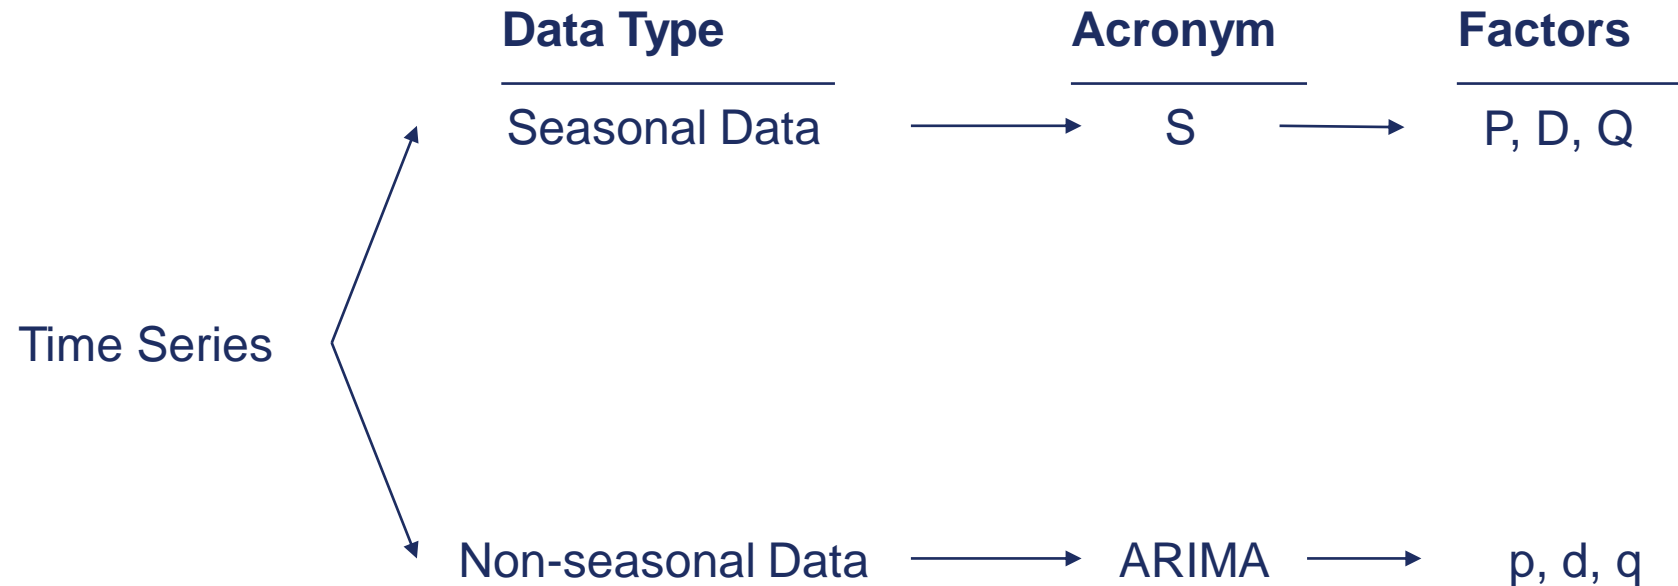 Data Type Acronym Factors
Seasonal Data S P, D, Q
Time Series
Non-seasonal Data ARIMA p, d, q